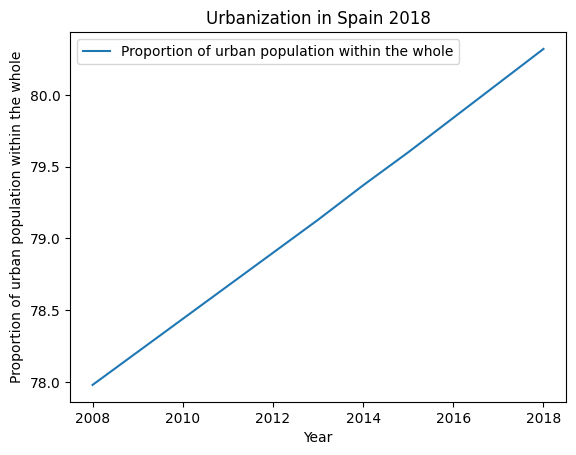 Urbanization in Spain 2018
Proportion of urban population within the whole
Proportion of urban population within the whole
80.0
79.5
79.0
78.5
78.0
2008 2010 2012 2014 2016 2018
Year